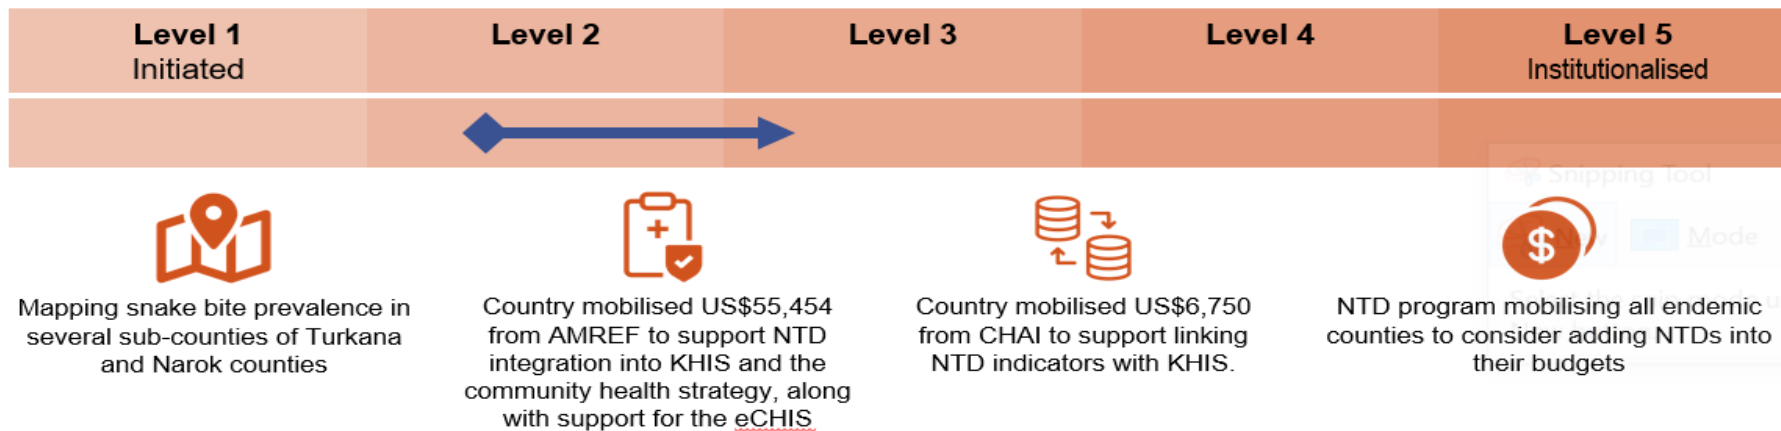 Level 1
Initiated
Level 2
Level 3
Level 4
Level 5
Institutionalised
Mapping snake bite prevalence in
several sub-counties of Turkana
and Narok counties
Country mobilised US$55,454
from AMREF to support NTD
integration into KHIS and the
community health strategy, along
with support for the eCHIS
Country mobilised US$6,750
from CHAI to support linking
NTD indicators with KHIS.
$
NTD program mobilising all endemic
counties to consider adding NTDs into
their budgets
Snipping Tool
New
Mode